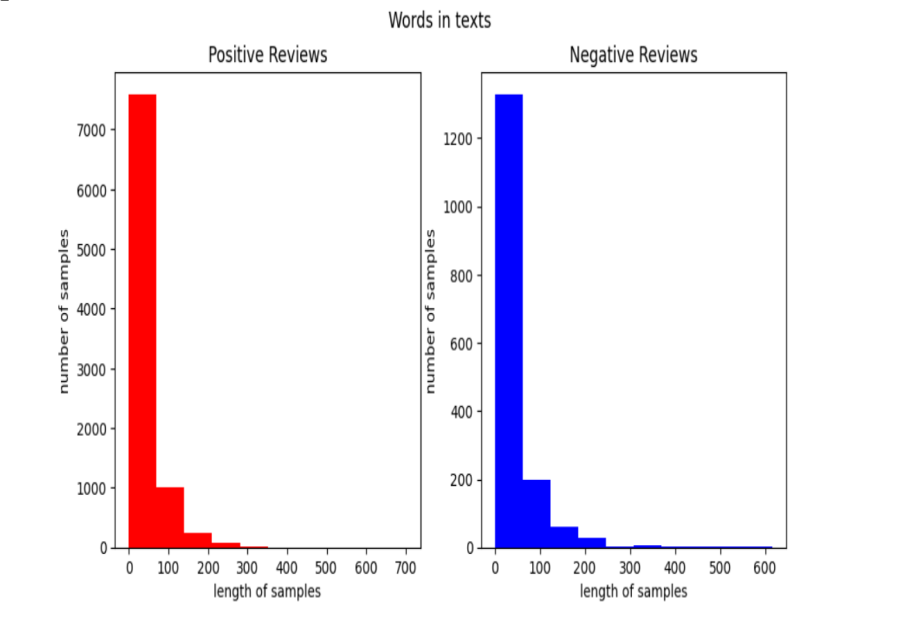 Words in texts
Positive Reviews
Negative Reviews
7000
6000
5000
4000
3000
2000
1000
0
number of samples
0 100 200 300 400 500 600 700
length of samples
1200
1000
800
600
400
200
0
number of samples
0 100 200 300 400 500 600
length of samples